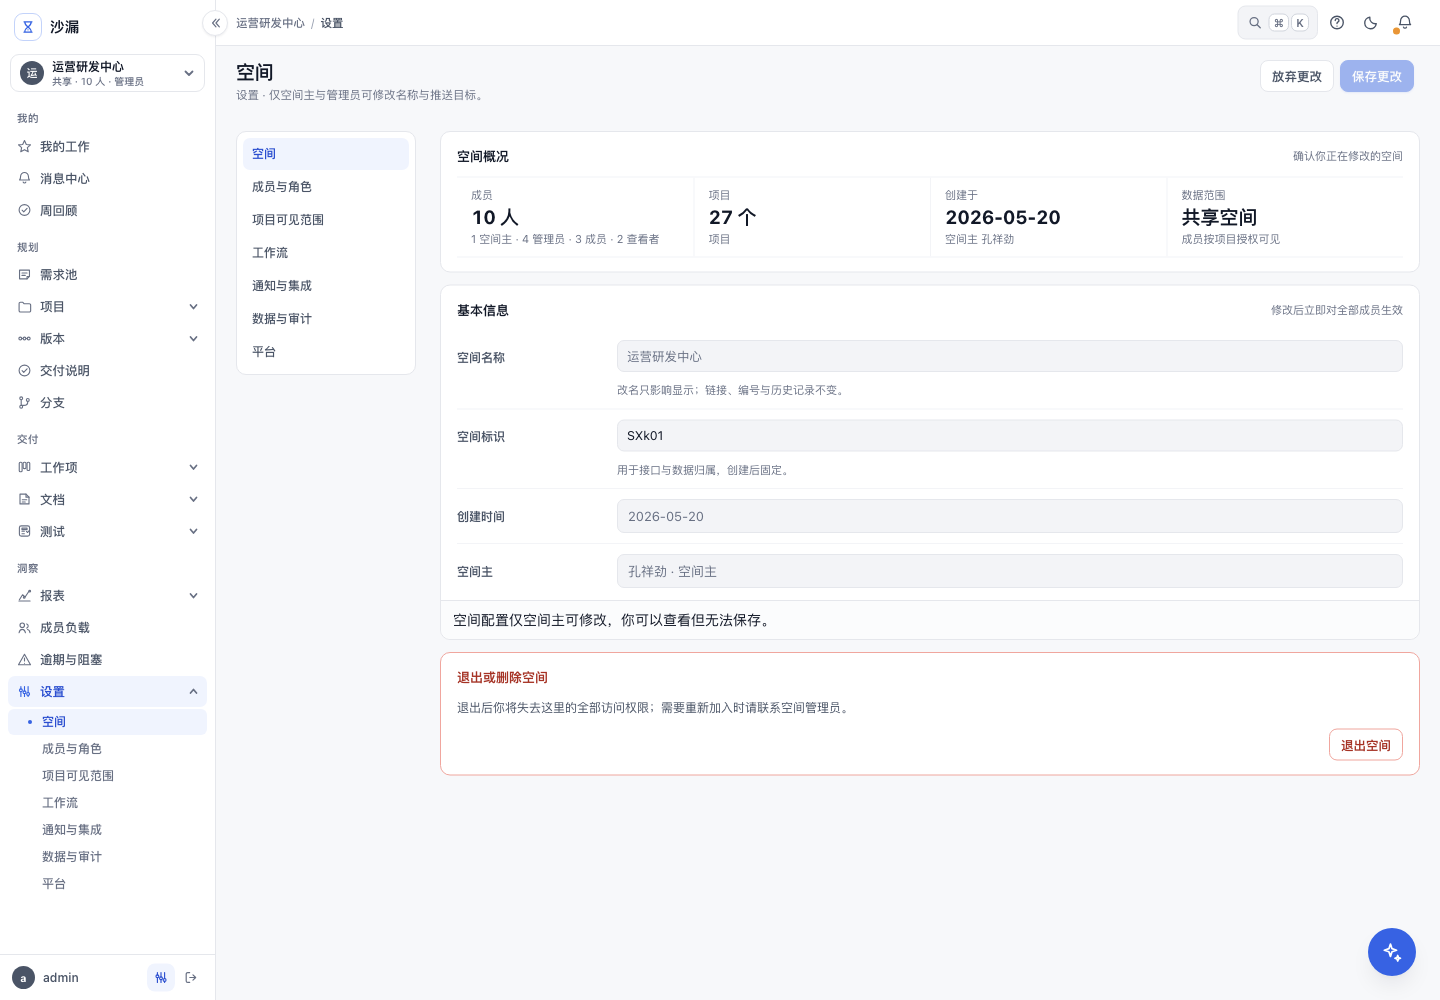 沙漏
运
运营研发中心
共享 · 10 人 · 管理员
我的
我的工作
消息中心
周回顾
规划
需求池
项目
版本
交付说明
分支
交付
工作项
文档
测试
洞察
报表
成员负载
逾期与阻塞
设置
空间
成员与角色
项目可见范围
工作流
通知与集成
数据与审计
平台
a admin
运营研发中心 / 设置
⌘ K
空间
设置 · 仅空间主与管理员可修改名称与推送目标。
放弃更改 保存更改
空间
成员与角色
项目可见范围
工作流
通知与集成
数据与审计
平台
空间概况 确认你正在修改的空间
成员
10 人
1 空间主 · 4 管理员 · 3 成员 · 2 查看者
项目
27 个
项目
创建于
2026-05-20
空间主 孔祥劲
数据范围
共享空间
成员按项目授权可见
基本信息 修改后立即对全部成员生效
空间名称 运营研发中心
改名只影响显示；链接、编号与历史记录不变。
空间标识 SXk01
用于接口与数据归属，创建后固定。
创建时间 2026-05-20
空间主 孔祥劲 · 空间主
空间配置仅空间主可修改，你可以查看但无法保存。
退出或删除空间
退出后你将失去这里的全部访问权限；需要重新加入时请联系空间管理员。
退出空间